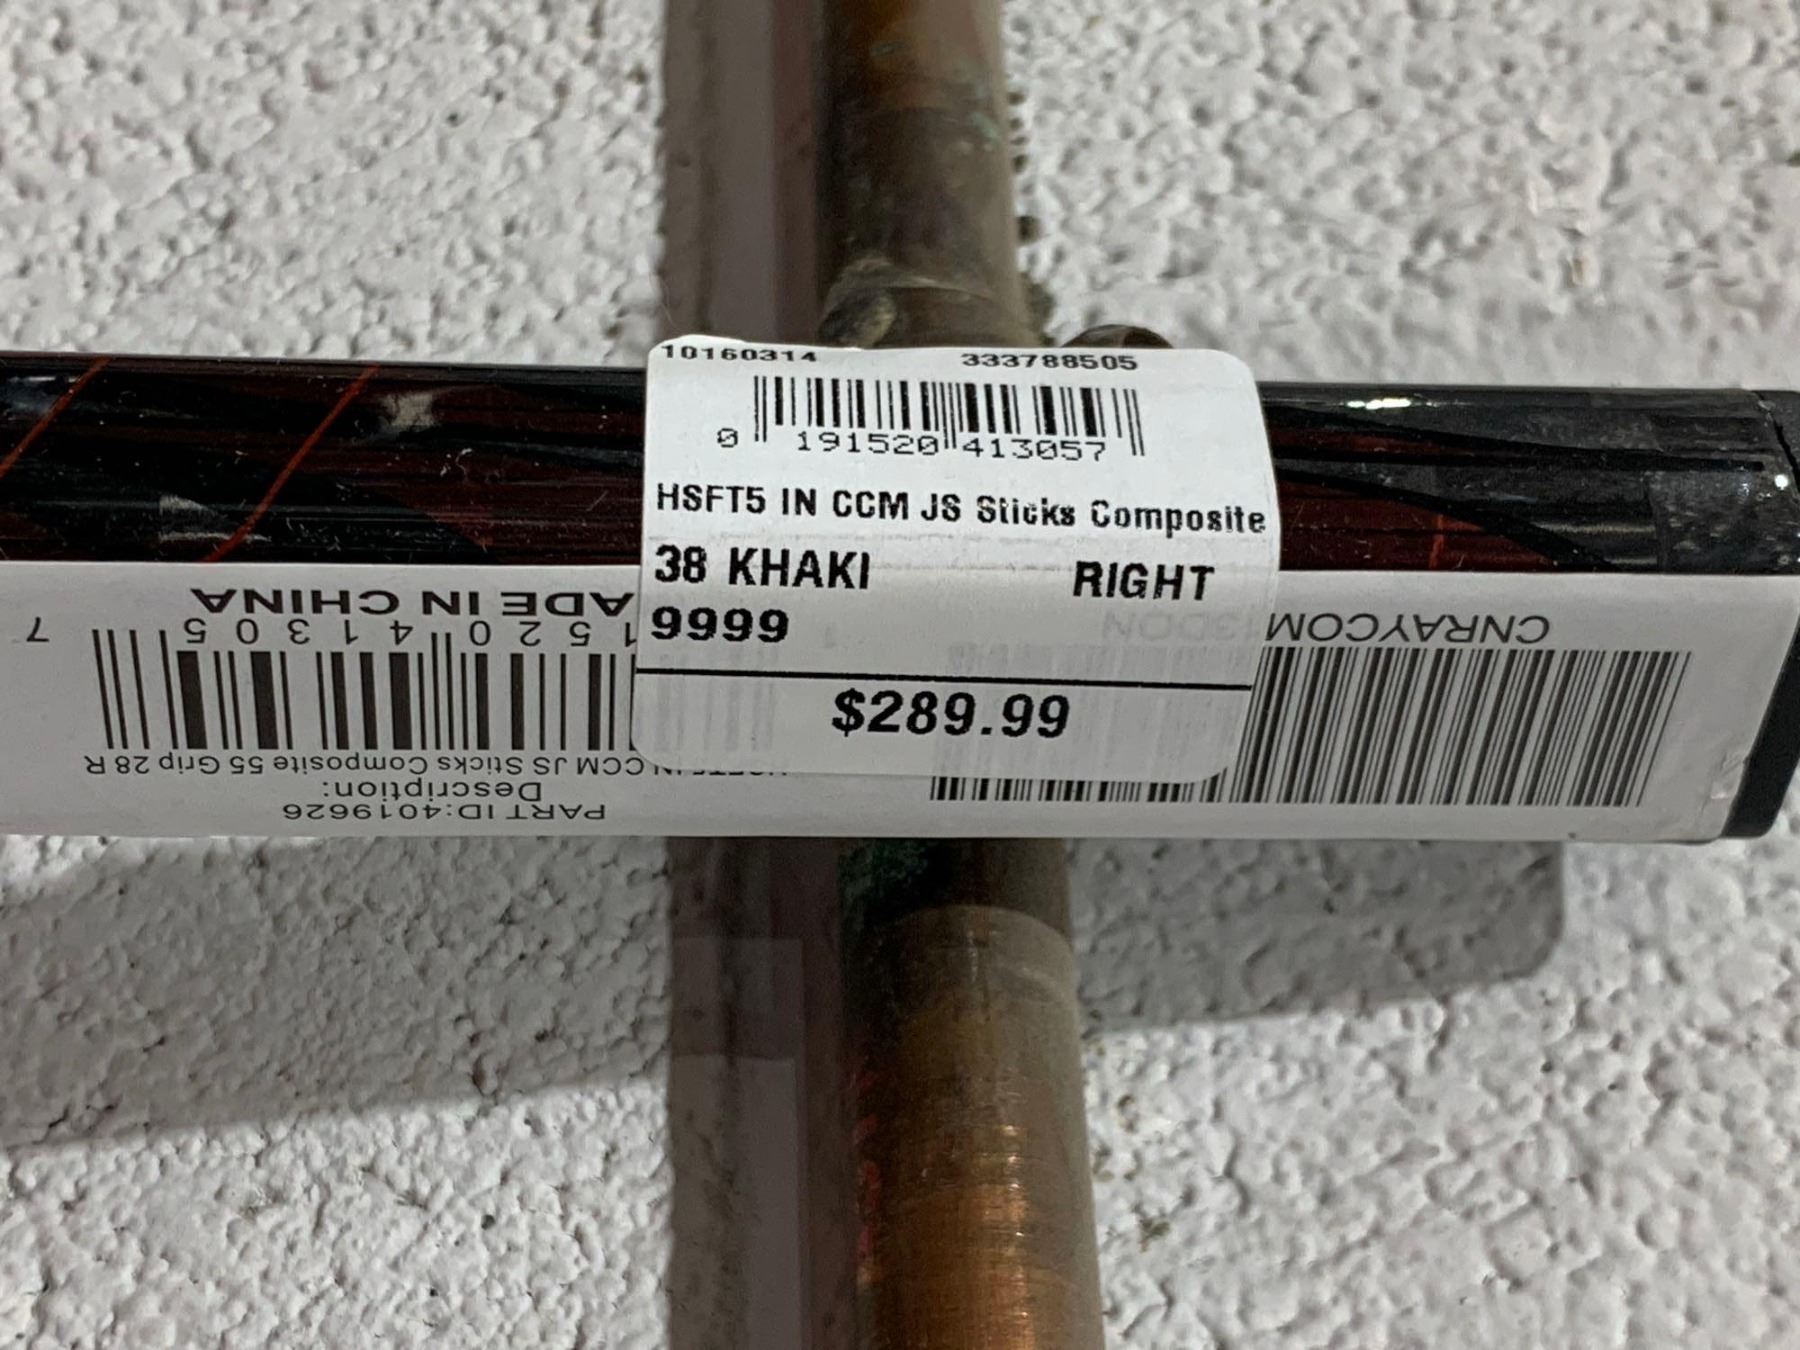 10160314 333788505
0 191520 413057
HSFT5 IN CCM JS Sticks Composite
38 KHAKI RIGHT
9999
$289.99
PART ID:4019626
Description:
CCM JS Sticks Composite 55 Grip 28 R
1520 41305 7
ADE IN CHINA
CNRAYCOM